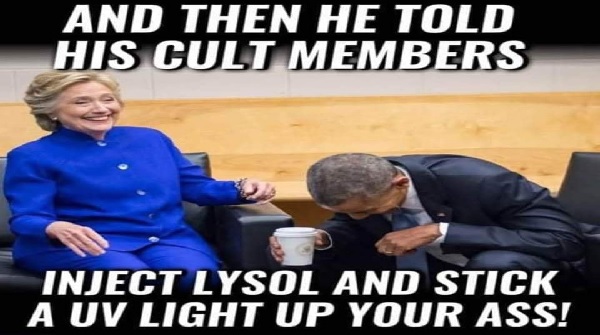 AND THEN HE TOLD
HIS CULT MEMBERS
INJECT LYSOL AND STICK
A UV LIGHT UP YOUR ASS!